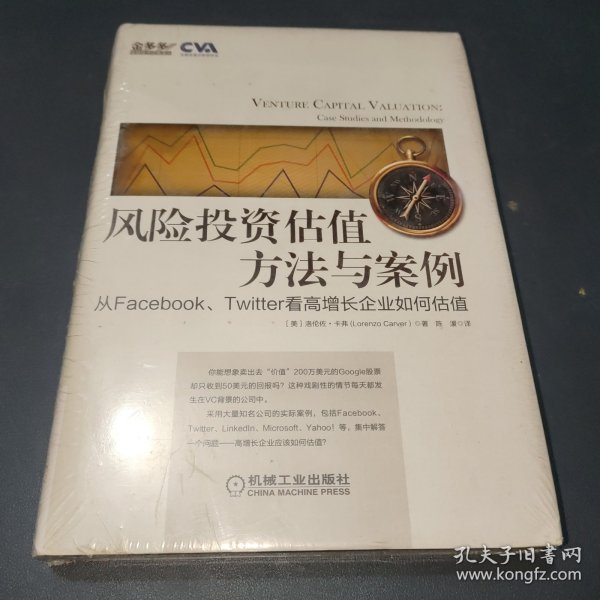 金多多
CVA
VENTURE CAPITAL VALUATION:
Case Studies and Methodology
风险投资估值
方法与案例
从Facebook、Twitter看高增长企业如何估值
[美] 洛伦佐·卡弗 (Lorenzo Carver) ◎著 陈 溟◎译
你能想象卖出去“价值”200万美元的Google股票
却只收到50美元的回报吗？这种戏剧性的情节每天都发
生在VC背景的公司中。
采用大量知名公司的实际案例，包括Facebook、
Twitter、LinkedIn、Microsoft、Yahoo！等，集中解答
一个问题——高增长企业应该如何估值？
机械工业出版社
CHINA MACHINE PRESS
孔夫子旧书网
www.kongfz.com